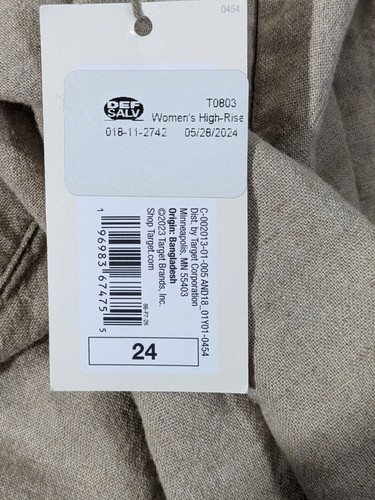 0454
DEF
SALV
T0803
Women's High-Rise
018-11-2742 05/28/2024
C-002013-01-005 AND18_01Y01-0454
Dist. by Target Corporation
Minneapolis, MN 55403
Origin: Bangladesh
©2023 Target Brands, Inc.
Shop Target.com
1 96983 67475 5
24